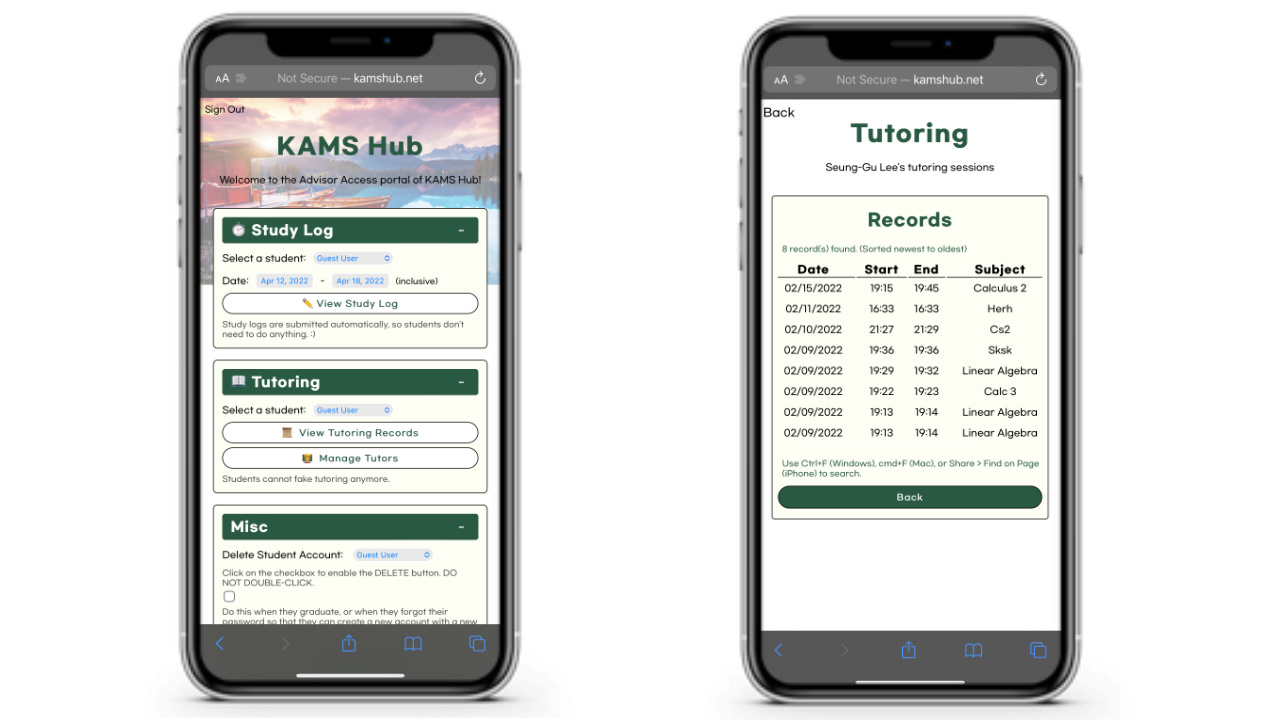 AA Not Secure — kamshub.net
Sign Out
KAMS Hub
Welcome to the Advisor Access portal of KAMS Hub!
⏱️ Study Log -
Select a student: Guest User
Date: Apr 12, 2022 - Apr 18, 2022 (inclusive)
✏️ View Study Log
Study logs are submitted automatically, so students don't
need to do anything. :)
📖 Tutoring -
Select a student: Guest User
📜 View Tutoring Records
Manage Tutors
Students cannot fake tutoring anymore.
Misc -
Delete Student Account: Guest User
Click on the checkbox to enable the DELETE button. DO
NOT DOUBLE-CLICK.
Do this when they graduate, or when they forgot their
password so that they can create a new account with a new
AA Not Secure — kamshub.net
Back
Tutoring
Seung-Gu Lee's tutoring sessions
Records
8 record(s) found. (Sorted newest to oldest)
Date Start End Subject
02/15/2022 19:15 19:45 Calculus 2
02/11/2022 16:33 16:33 Herh
02/10/2022 21:27 21:29 Cs2
02/09/2022 19:36 19:36 Sksk
02/09/2022 19:29 19:32 Linear Algebra
02/09/2022 19:22 19:23 Calc 3
02/09/2022 19:13 19:14 Linear Algebra
02/09/2022 19:13 19:14 Linear Algebra
Use Ctrl+F (Windows), cmd+F (Mac), or Share > Find on Page
(iPhone) to search.
Back